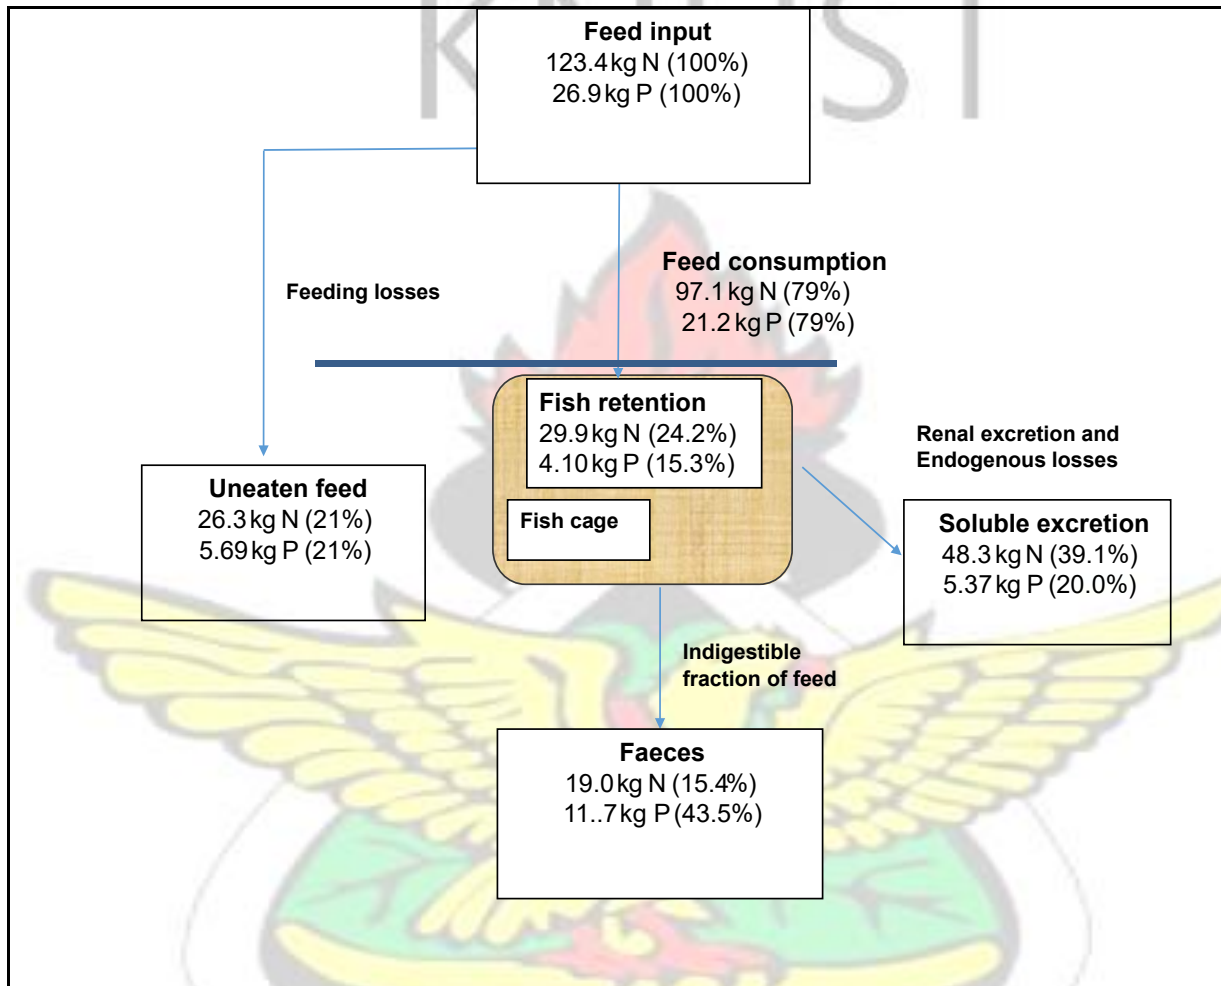 KNUST
Feed input
123.4 kg N (100%)
26.9 kg P (100%)
Feeding losses
Feed consumption
97.1 kg N (79%)
21.2 kg P (79%)
Fish retention
29.9 kg N (24.2%)
4.10 kg P (15.3%)
Fish cage
Renal excretion and
Endogenous losses
Uneaten feed
26.3 kg N (21%)
5.69 kg P (21%)
Soluble excretion
48.3 kg N (39.1%)
5.37 kg P (20.0%)
Indigestible
fraction of feed
Faeces
19.0 kg N (15.4%)
11..7 kg P (43.5%)